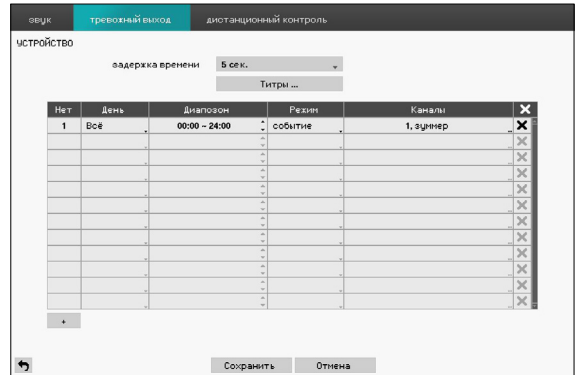 звук тревожный выход дистанционный контроль
УСТРОЙСТВО
задержка времени 5 сек.
Титры ...
Нет День Диапозон Режим Каналы
1 Всё 00:00 ~ 24:00 событие 1, зуммер
+
Сохранить Отмена